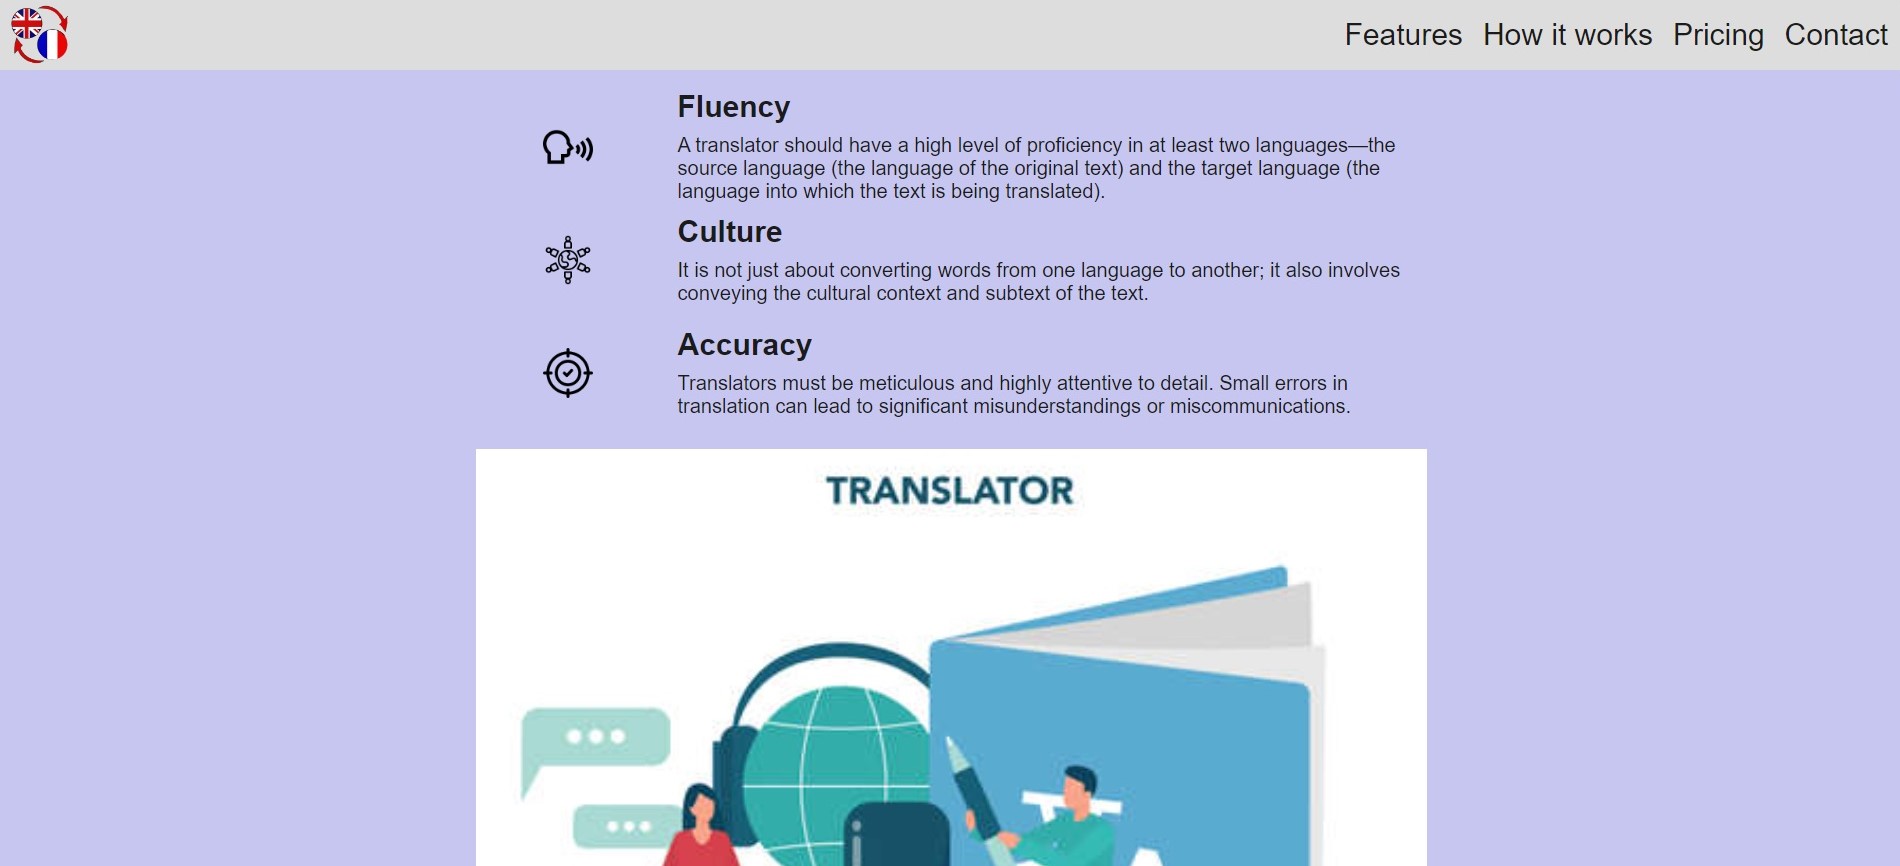 Features How it works Pricing Contact
Fluency
A translator should have a high level of proficiency in at least two languages—the
source language (the language of the original text) and the target language (the
language into which the text is being translated).
Culture
It is not just about converting words from one language to another; it also involves
conveying the cultural context and subtext of the text.
Accuracy
Translators must be meticulous and highly attentive to detail. Small errors in
translation can lead to significant misunderstandings or miscommunications.
TRANSLATOR